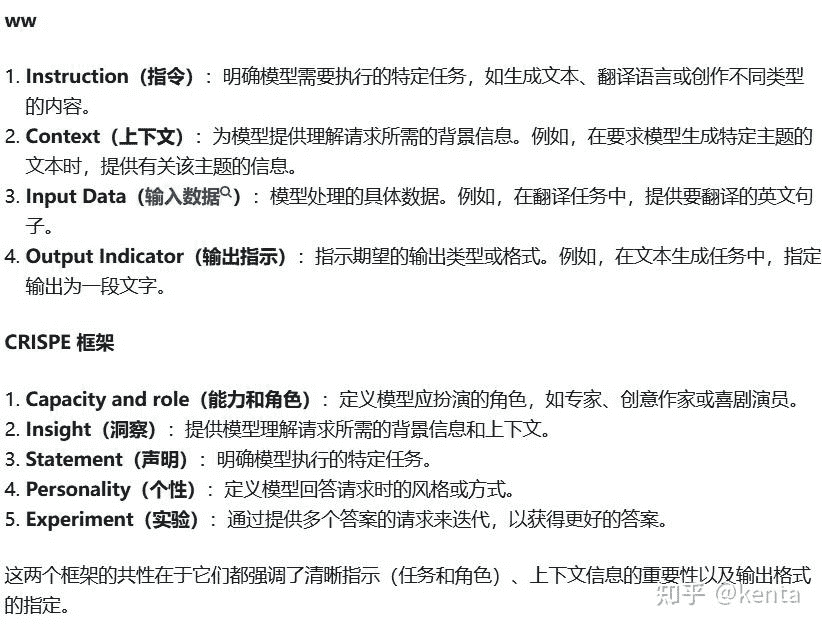 ww
1. Instruction（指令）：明确模型需要执行的特定任务，如生成文本、翻译语言或创作不同类型
的内容。
2. Context（上下文）：为模型提供理解请求所需的背景信息。例如，在要求模型生成特定主题的
文本时，提供有关该主题的信息。
3. Input Data（输入数据）：模型处理的具体数据。例如，在翻译任务中，提供要翻译的英文句
子。
4. Output Indicator（输出指示）：指示期望的输出类型或格式。例如，在文本生成任务中，指定
输出为一段文字。
CRISPE 框架
1. Capacity and role（能力和角色）：定义模型应扮演的角色，如专家、创意作家或喜剧演员。
2. Insight（洞察）：提供模型理解请求所需的背景信息和上下文。
3. Statement（声明）：明确模型执行的特定任务。
4. Personality（个性）：定义模型回答请求时的风格或方式。
5. Experiment（实验）：通过提供多个答案的请求来迭代，以获得更好的答案。
这两个框架的共性在于它们都强调了清晰指示（任务和角色）、上下文信息的重要性以及输出格式
的指定。
知乎 @kenta